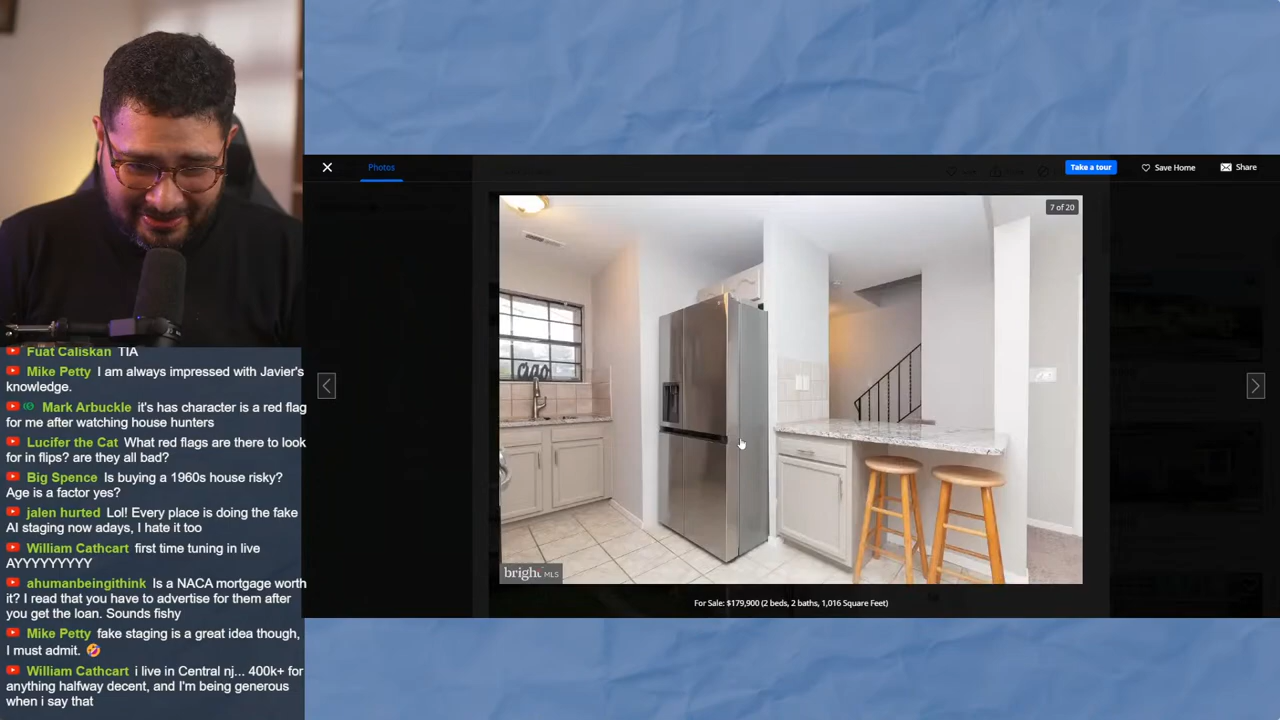 Photos
Take a tour
Save Home
Share
7 of 20
bright MLS
For Sale: $179,900 (2 beds, 2 baths, 1,016 Square Feet)
Fuat Caliskan TIA
Mike Petty I am always impressed with Javier's
knowledge.
Mark Arbuckle it's has character is a red flag
for me after watching house hunters
Lucifer the Cat What red flags are there to look
for in flips? are they all bad?
Big Spence Is buying a 1960s house risky?
Age is a factor yes?
jalen hurted Lol! Every place is doing the fake
AI staging now adays, I hate it too
William Cathcart first time tuning in live
AYYYYYYYY
ahumanbeingithink Is a NACA mortgage worth
it? I read that you have to advertise for them after
you get the loan. Sounds fishy
Mike Petty fake staging is a great idea though,
I must admit. 🤣
William Cathcart i live in Central nj... 400k+ for
anything halfway decent, and I'm being generous
when i say that